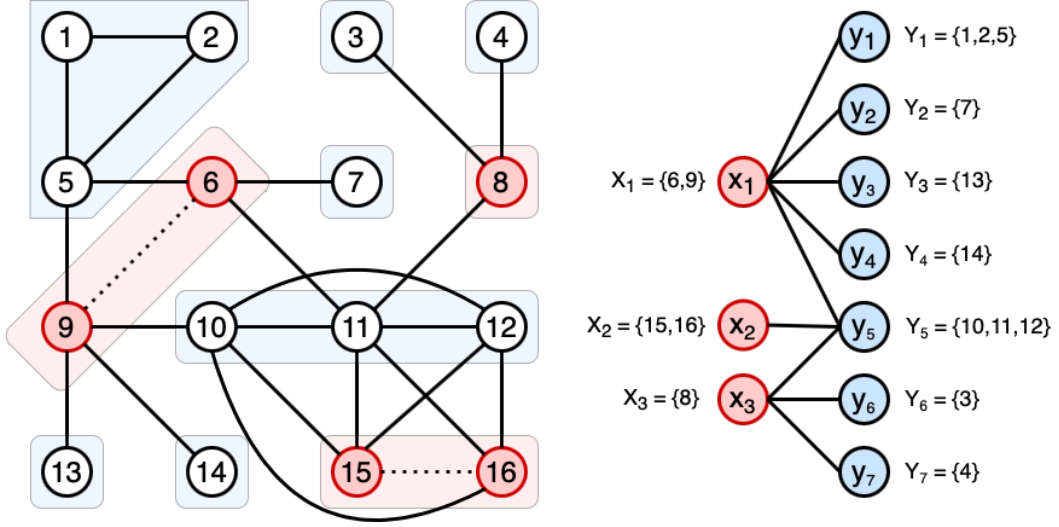 1 2 3 4
5 6 7 8
9 10 11 12
13 14 15 16
y₁ Y₁ = {1,2,5}
y₂ Y₂ = {7}
X₁ = {6,9} x₁ y₃ Y₃ = {13}
y₄ Y₄ = {14}
X₂ = {15,16} x₂ y₅ Y₅ = {10,11,12}
X₃ = {8} x₃ y₆ Y₆ = {3}
y₇ Y₇ = {4}